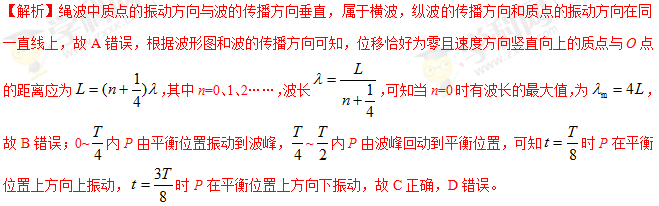 【解析】绳波中质点的振动方向与波的传播方向垂直，属于横波，纵波的传播方向和质点的振动方向在同
一直线上，故 A 错误，根据波形图和波的传播方向可知，位移恰好为零且速度方向竖直向上的质点与 O 点
的距离应为 $L=(n+\frac{1}{4})\lambda$，其中 n=0、1、2……，波长 $\lambda=\frac{L}{n+\frac{1}{4}}$，可知当 n=0 时有波长的最大值，为 $\lambda_{\mathrm{m}}=4L$，
故 B 错误；0~$\frac{T}{4}$ 内 P 由平衡位置振动到波峰，$\frac{T}{4}$~$\frac{T}{2}$ 内 P 由波峰回动到平衡位置，可知 $t=\frac{T}{8}$ 时 P 在平衡
位置上方向上振动，$t=\frac{3T}{8}$ 时 P 在平衡位置上方向下振动，故 C 正确，D 错误。